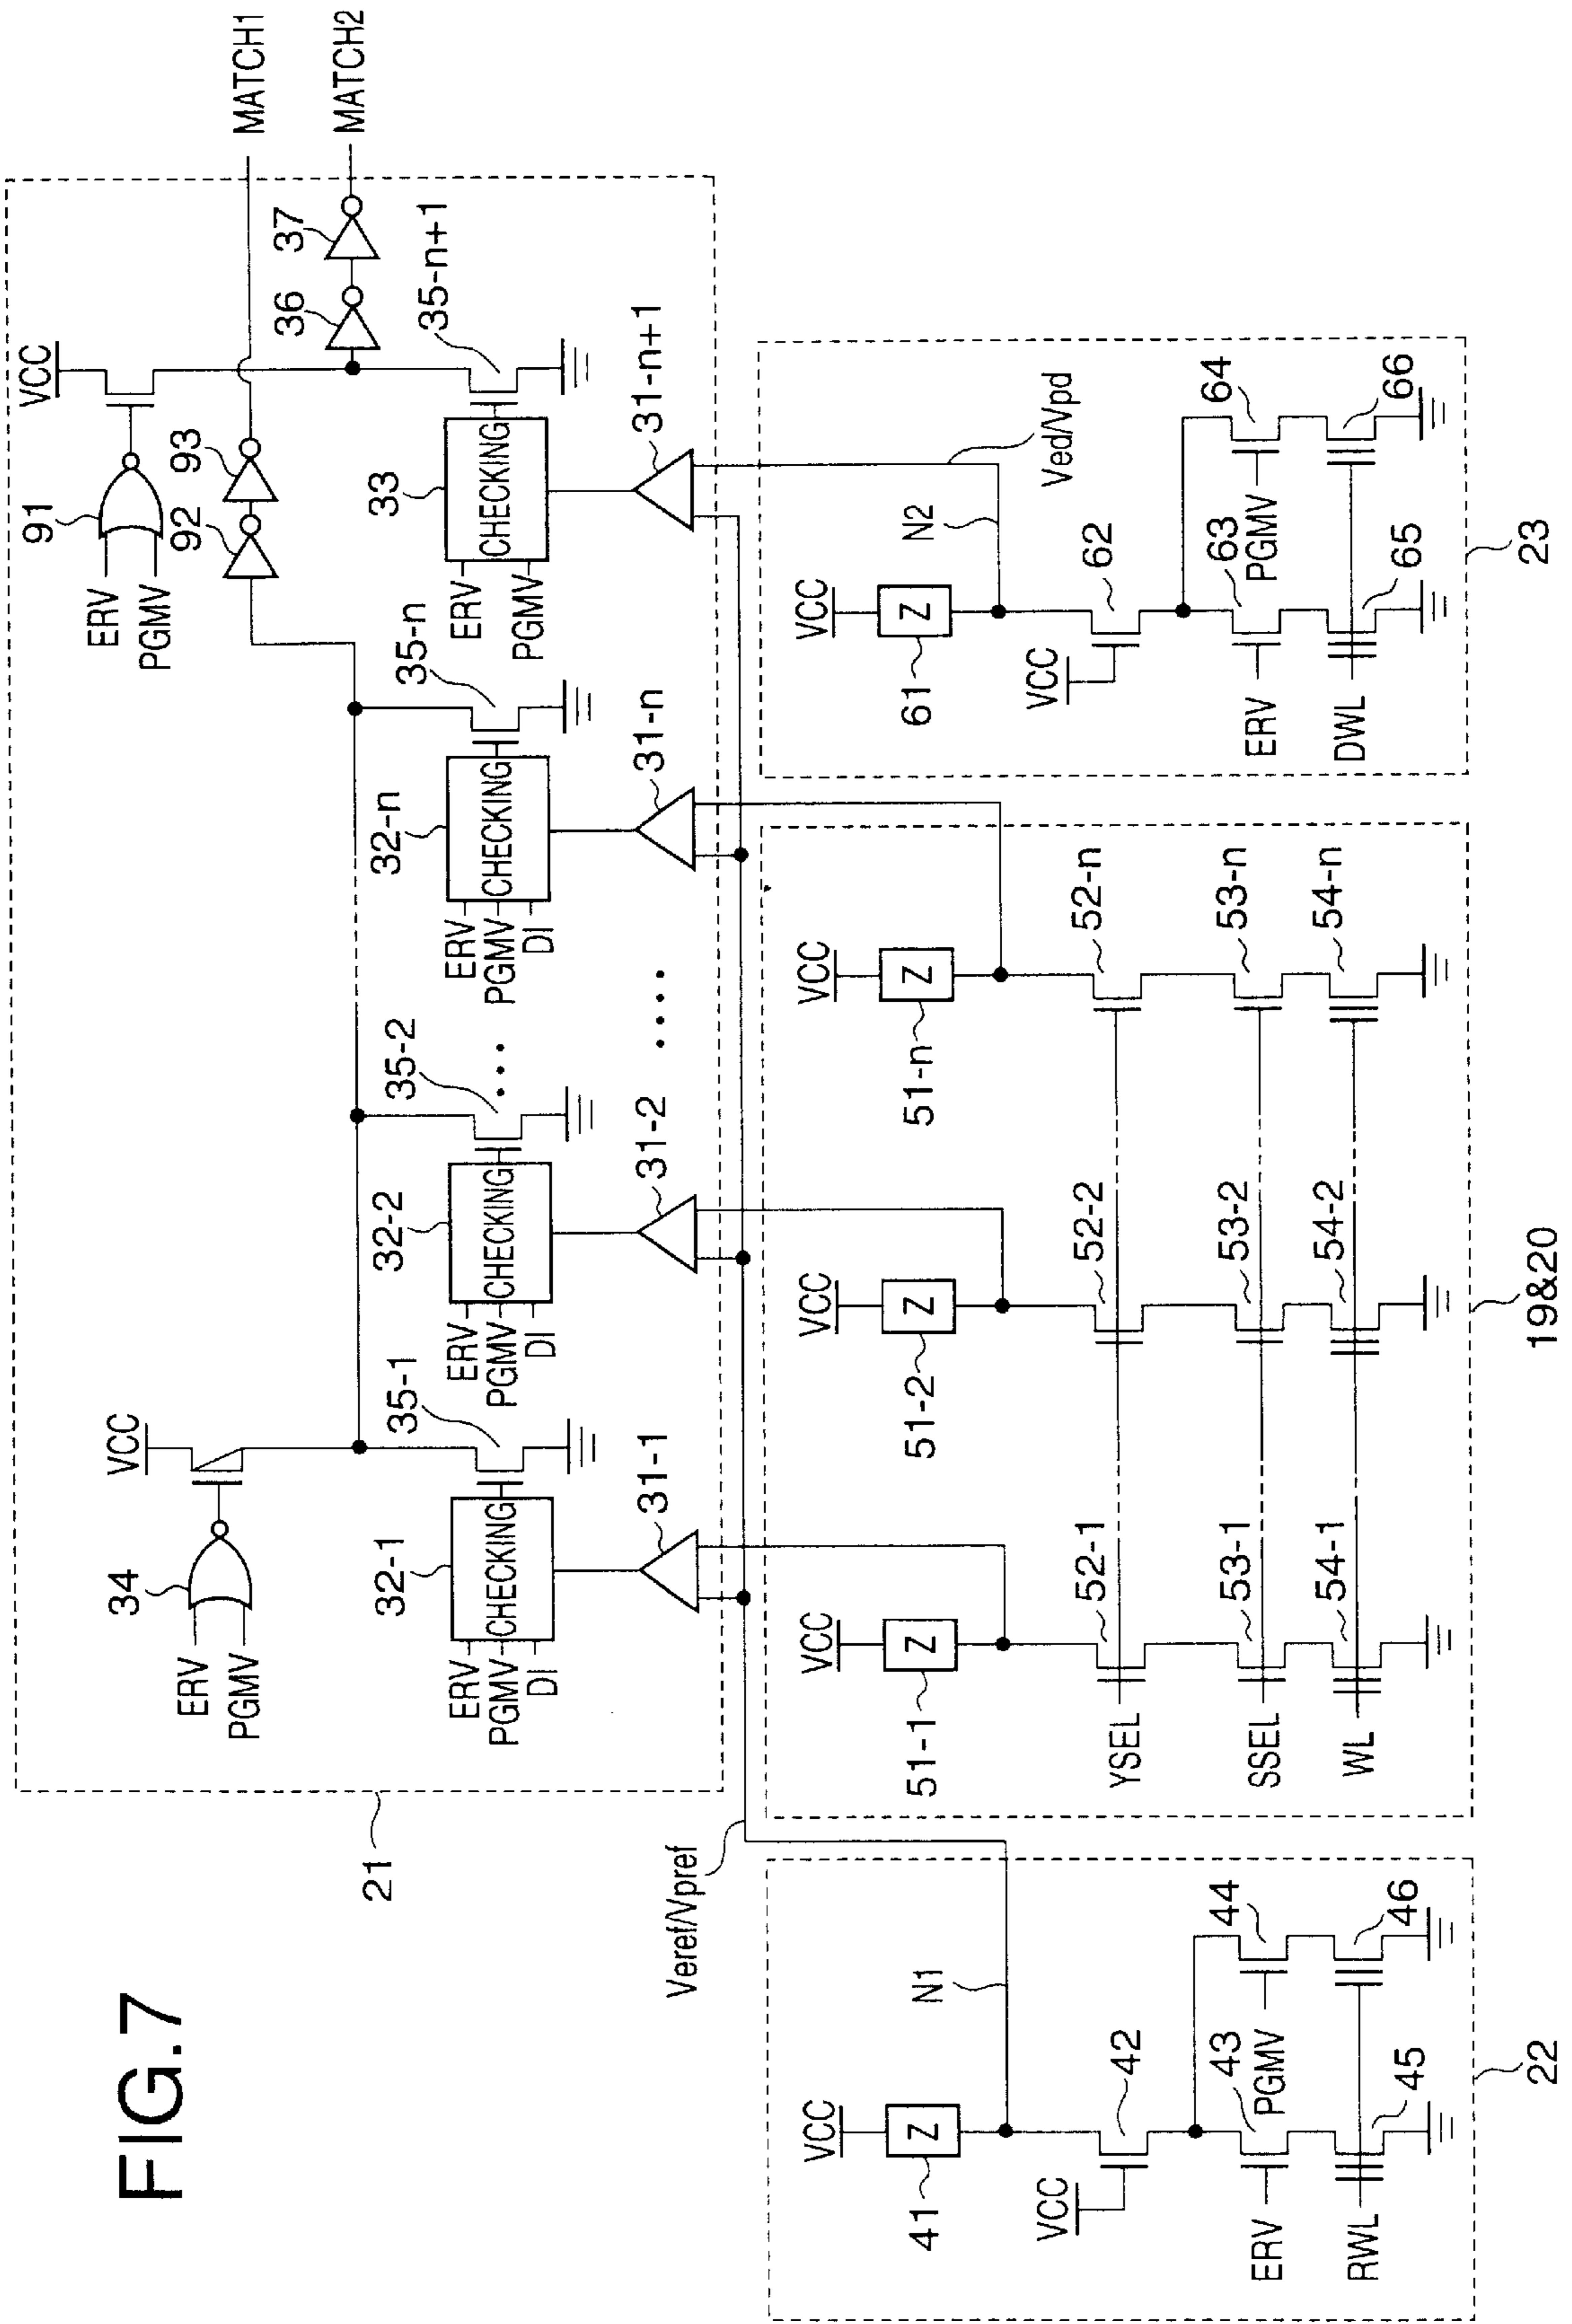 FIG.7
MATCH1
MATCH2
VCC
91
ERV
PGMV
92
93
36
37
35-n+1
33
CHECKING
ERV
PGMV
31-n+1
VCC
34
ERV
PGMV
35-1
32-1
CHECKING
ERV
PGMV
DI
31-1
35-2
32-2
CHECKING
ERV
PGMV
DI
31-2
35-n
32-n
CHECKING
ERV
PGMV
DI
31-n
21
Veref/Vpref
VCC
Z
41
N1
VCC
42
43
44
ERV
PGMV
RWL
45
46
22
VCC
Z
51-1
VCC
Z
51-2
VCC
Z
51-n
YSEL
52-1
52-2
52-n
SSEL
53-1
53-2
53-n
WL
54-1
54-2
54-n
19&20
VCC
Z
61
N2
Ved/Vpd
VCC
62
63
64
ERV
PGMV
DWL
65
66
23